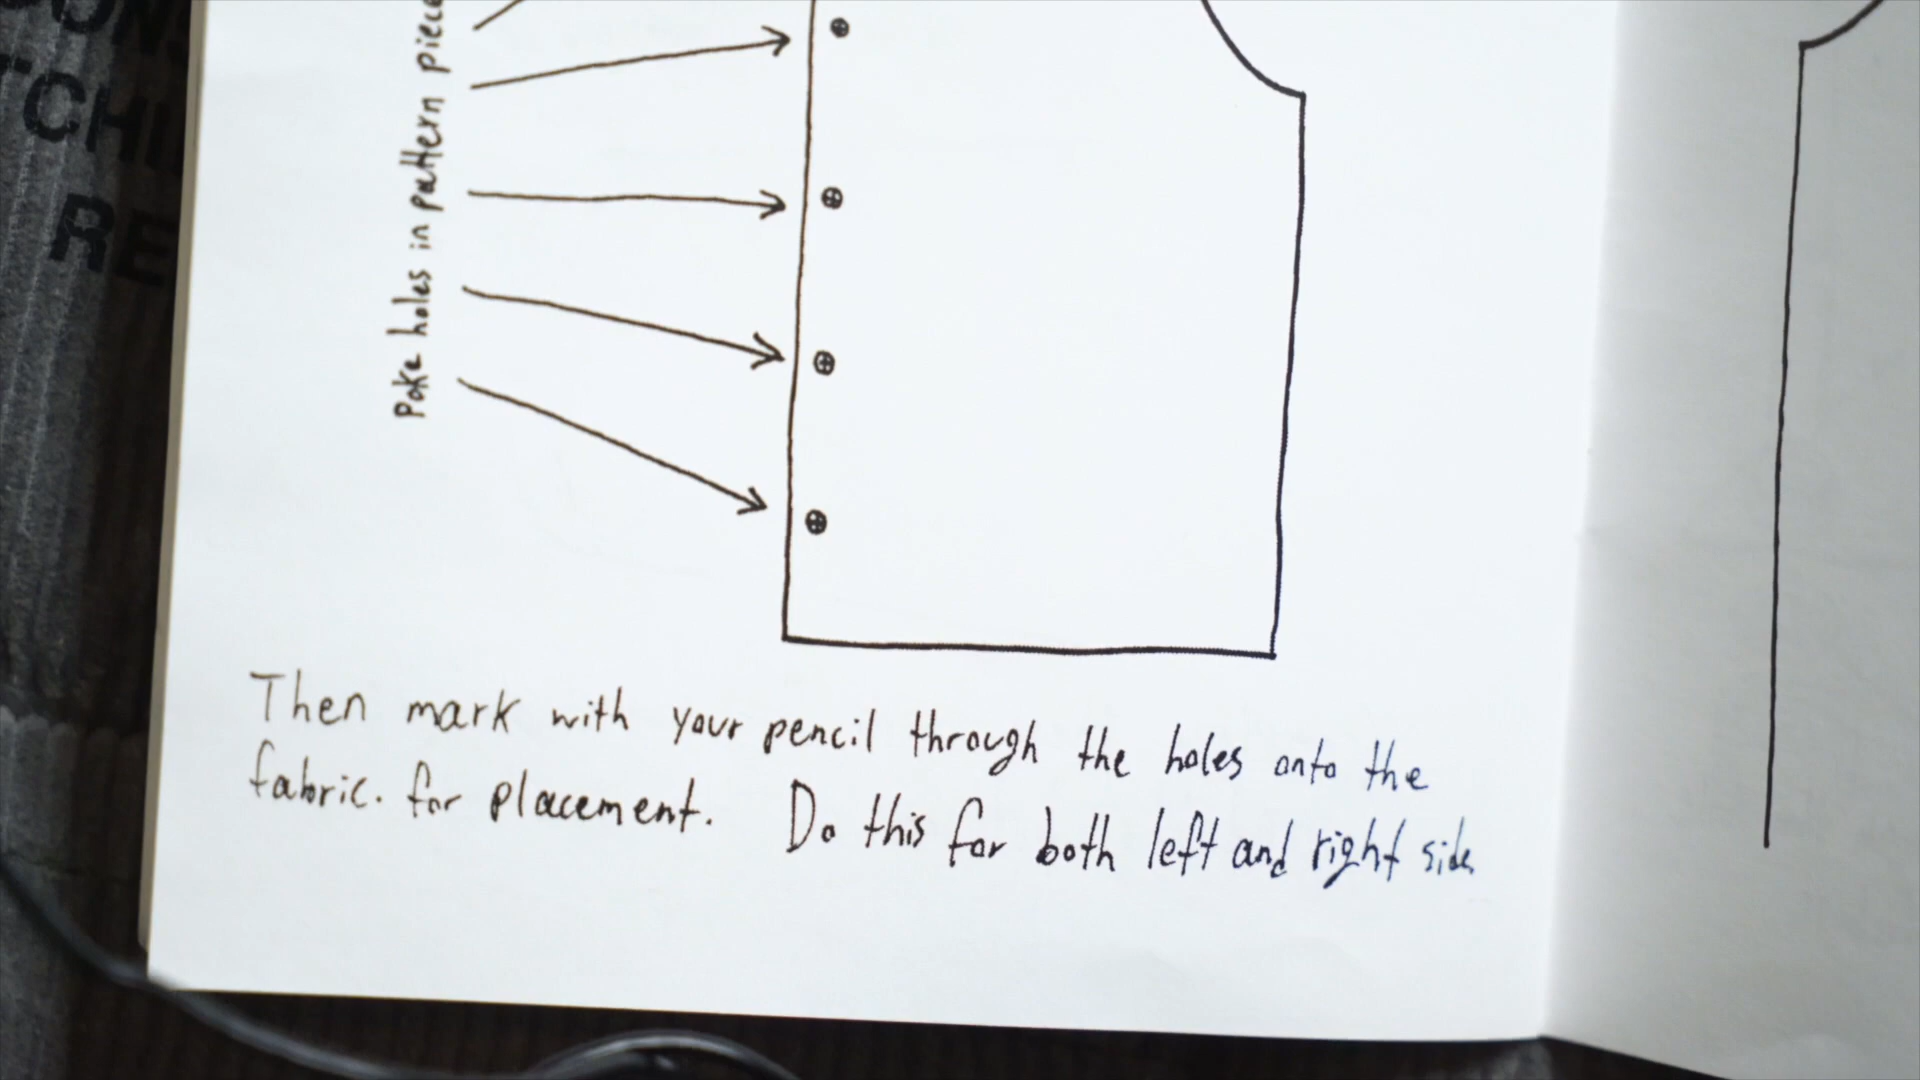 Poke holes in pattern piece
Then mark with your pencil through the holes onto the
fabric. for placement. Do this for both left and right side
RE